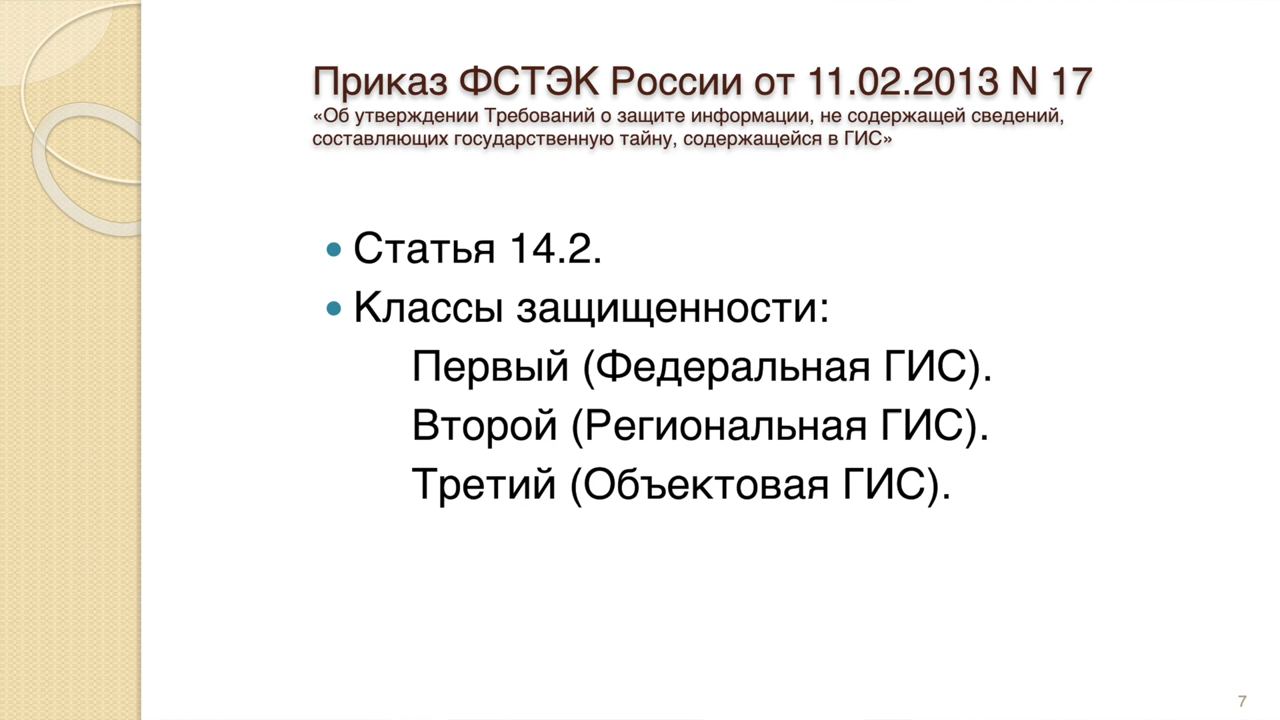 Приказ ФСТЭК России от 11.02.2013 N 17
«Об утверждении Требований о защите информации, не содержащей сведений,
составляющих государственную тайну, содержащейся в ГИС»
• Статья 14.2.
• Классы защищенности:
Первый (Федеральная ГИС).
Второй (Региональная ГИС).
Третий (Объектовая ГИС).
7